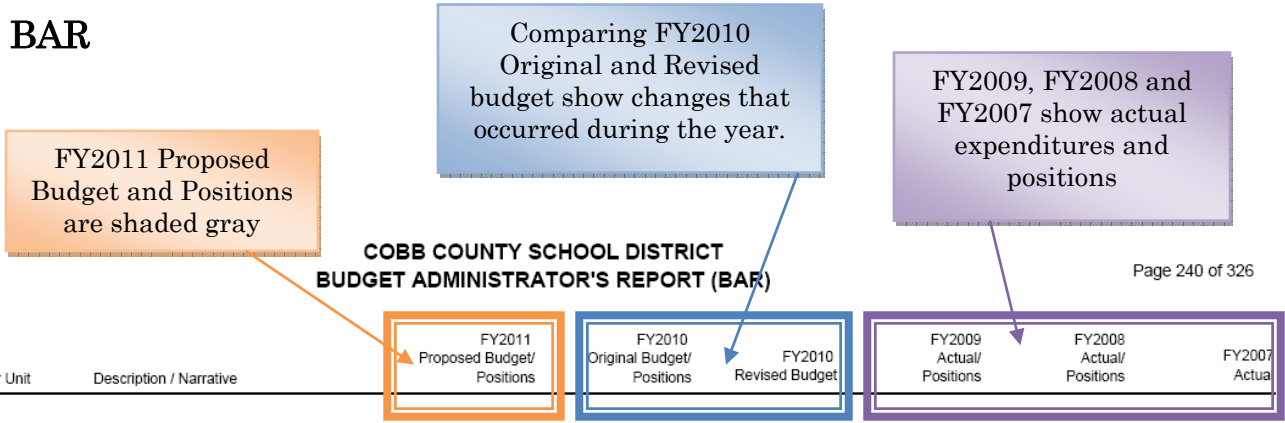 BAR
Comparing FY2010
Original and Revised
budget show changes that
occurred during the year.
FY2009, FY2008 and
FY2007 show actual
expenditures and
positions
FY2011 Proposed
Budget and Positions
are shaded gray
COBB COUNTY SCHOOL DISTRICT
BUDGET ADMINISTRATOR'S REPORT (BAR)
Page 240 of 326
Unit
Description / Narrative
FY2011
Proposed Budget/
Positions
FY2010
Original Budget/
Positions
FY2010
Revised Budget
FY2009
Actual/
Positions
FY2008
Actual/
Positions
FY2007
Actua